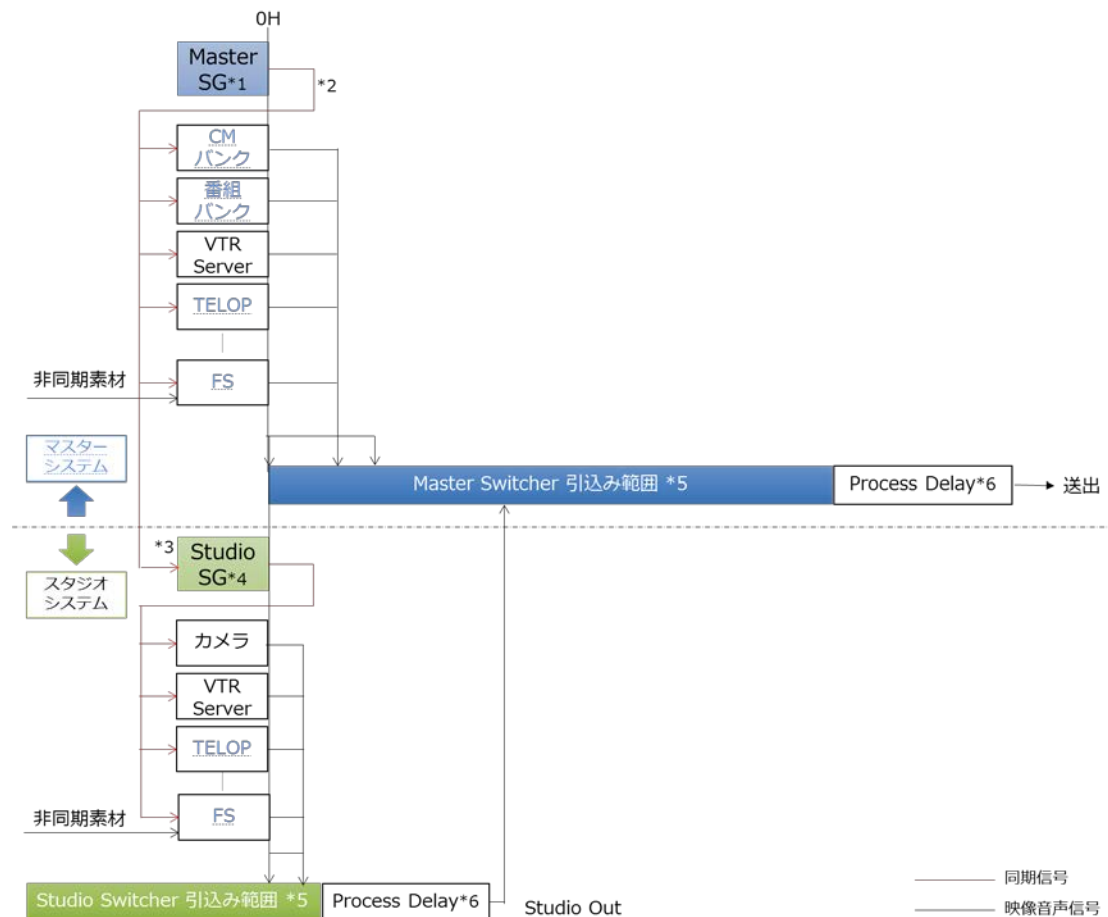 0H
Master
SG*1
*2
CM
バンク
番組
バンク
VTR
Server
TELOP
FS
非同期素材
マスター
システム
Master Switcher 引込み範囲 *5
Process Delay*6
送出
*3
Studio
SG*4
スタジオ
システム
カメラ
VTR
Server
TELOP
FS
非同期素材
Studio Switcher 引込み範囲 *5
Process Delay*6
Studio Out
同期信号
映像音声信号